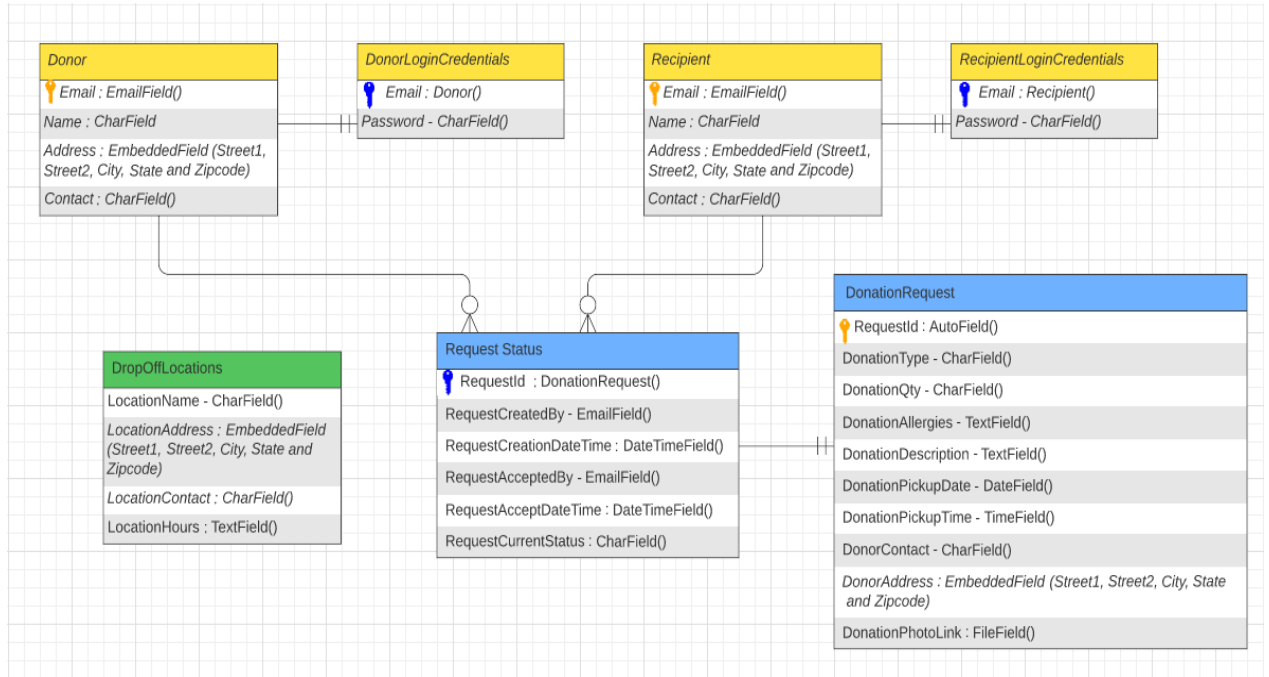 Donor
Email : EmailField()
Name : CharField
Address : EmbeddedField (Street1,
Street2, City, State and Zipcode)
Contact : CharField()
DonorLoginCredentials
Email : Donor()
Password - CharField()
Recipient
Email : EmailField()
Name : CharField
Address : EmbeddedField (Street1,
Street2, City, State and Zipcode)
Contact : CharField()
RecipientLoginCredentials
Email : Recipient()
Password - CharField()
DropOffLocations
LocationName - CharField()
LocationAddress : EmbeddedField
(Street1, Street2, City, State and
Zipcode)
LocationContact : CharField()
LocationHours : TextField()
Request Status
RequestId : DonationRequest()
RequestCreatedBy - EmailField()
RequestCreationDateTime : DateTimeField()
RequestAcceptedBy - EmailField()
RequestAcceptDateTime : DateTimeField()
RequestCurrentStatus : CharField()
DonationRequest
RequestId : AutoField()
DonationType - CharField()
DonationQty - CharField()
DonationAllergies - TextField()
DonationDescription - TextField()
DonationPickupDate - DateField()
DonationPickupTime - TimeField()
DonorContact - CharField()
DonorAddress : EmbeddedField (Street1, Street2, City, State
and Zipcode)
DonationPhotoLink : FileField()